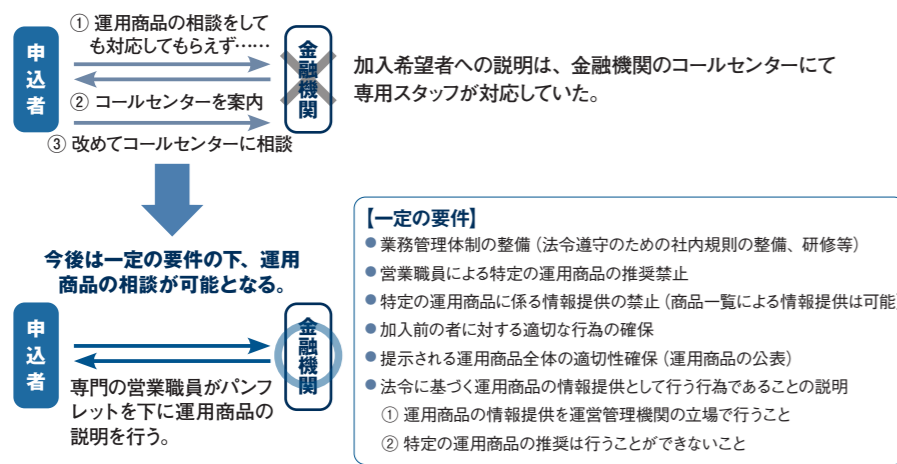 ① 運用商品の相談をして
も対応してもらえず……
申込者
金融機関
② コールセンターを案内
③ 改めてコールセンターに相談
加入希望者への説明は、金融機関のコールセンターにて
専用スタッフが対応していた。
今後は一定の要件の下、運用
商品の相談が可能となる。
申込者
金融機関
専門の営業職員がパンフ
レットを下に運用商品の
説明を行う。
【一定の要件】
●業務管理体制の整備（法令遵守のための社内規則の整備、研修等）
●営業職員による特定の運用商品の推奨禁止
●特定の運用商品に係る情報提供の禁止（商品一覧による情報提供は可能）
●加入前の者に対する適切な行為の確保
●提示される運用商品全体の適切性確保（運用商品の公表）
●法令に基づく運用商品の情報提供として行う行為であることの説明
① 運用商品の情報提供を運営管理機関の立場で行うこと
② 特定の運用商品の推奨は行うことができないこと